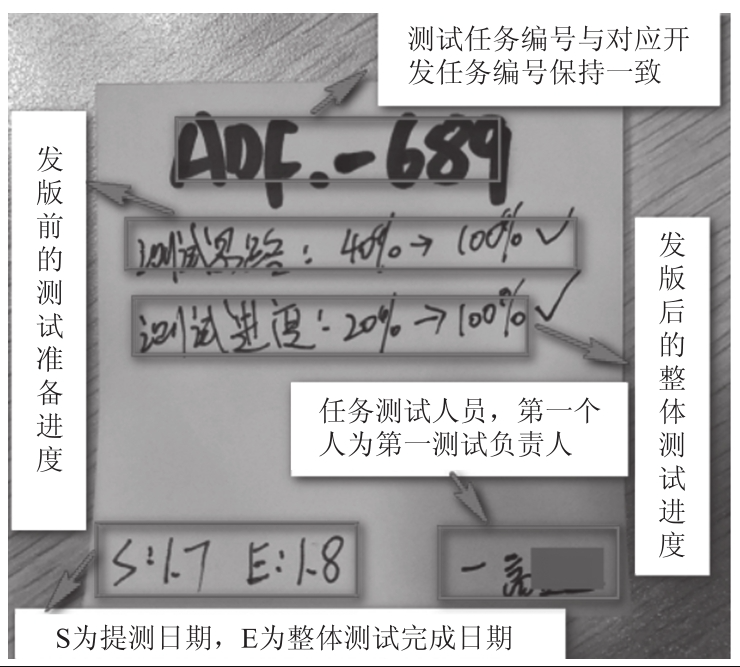 测试任务编号与对应开
发任务编号保持一致
ADF.-689
发版前的测试准备进度
测试思路：40%→100%✓
测试进度：20%→100%✓
发版后的整体测试进度
任务测试人员，第一个
人为第一测试负责人
S:1.7 E:1.8
一
S为提测日期，E为整体测试完成日期